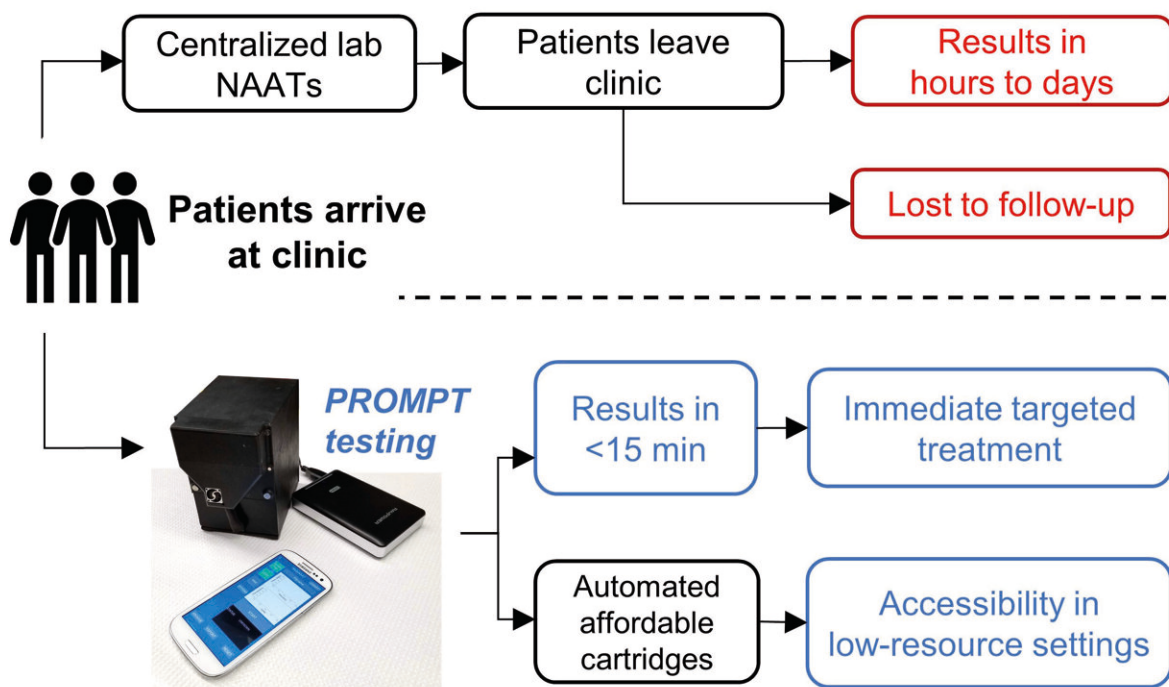 Centralized lab
NAATs
Patients leave
clinic
Results in
hours to days
Lost to follow-up
Patients arrive
at clinic
PROMPT
testing
Results in
<15 min
Immediate targeted
treatment
Automated
affordable
cartridges
Accessibility in
low-resource settings